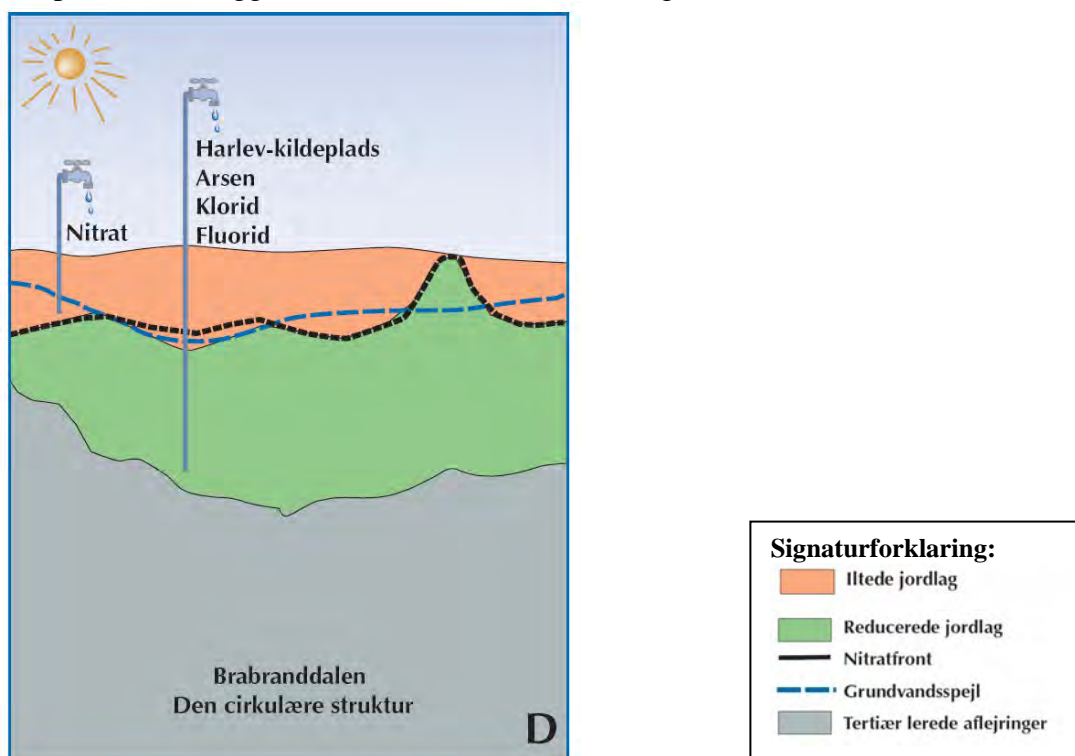 Harlev-kildeplads
Arsen
Klorid
Fluorid
Nitrat
Brabranddalen
Den cirkulære struktur
D
Signaturforklaring:
Iltede jordlag
Reducerede jordlag
Nitratfront
Grundvandsspejl
Tertiær lerede aflejringer